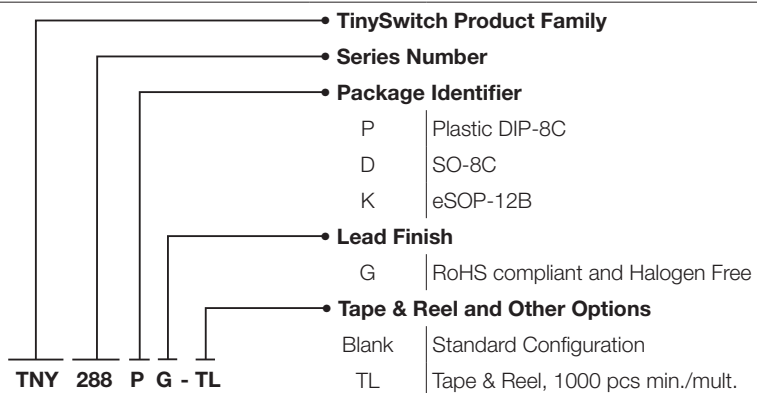 TinySwitch Product Family
Series Number
Package Identifier
P Plastic DIP-8C
D SO-8C
K eSOP-12B
Lead Finish
G RoHS compliant and Halogen Free
Tape & Reel and Other Options
Blank Standard Configuration
TNY 288 P G - TL TL Tape & Reel, 1000 pcs min./mult.